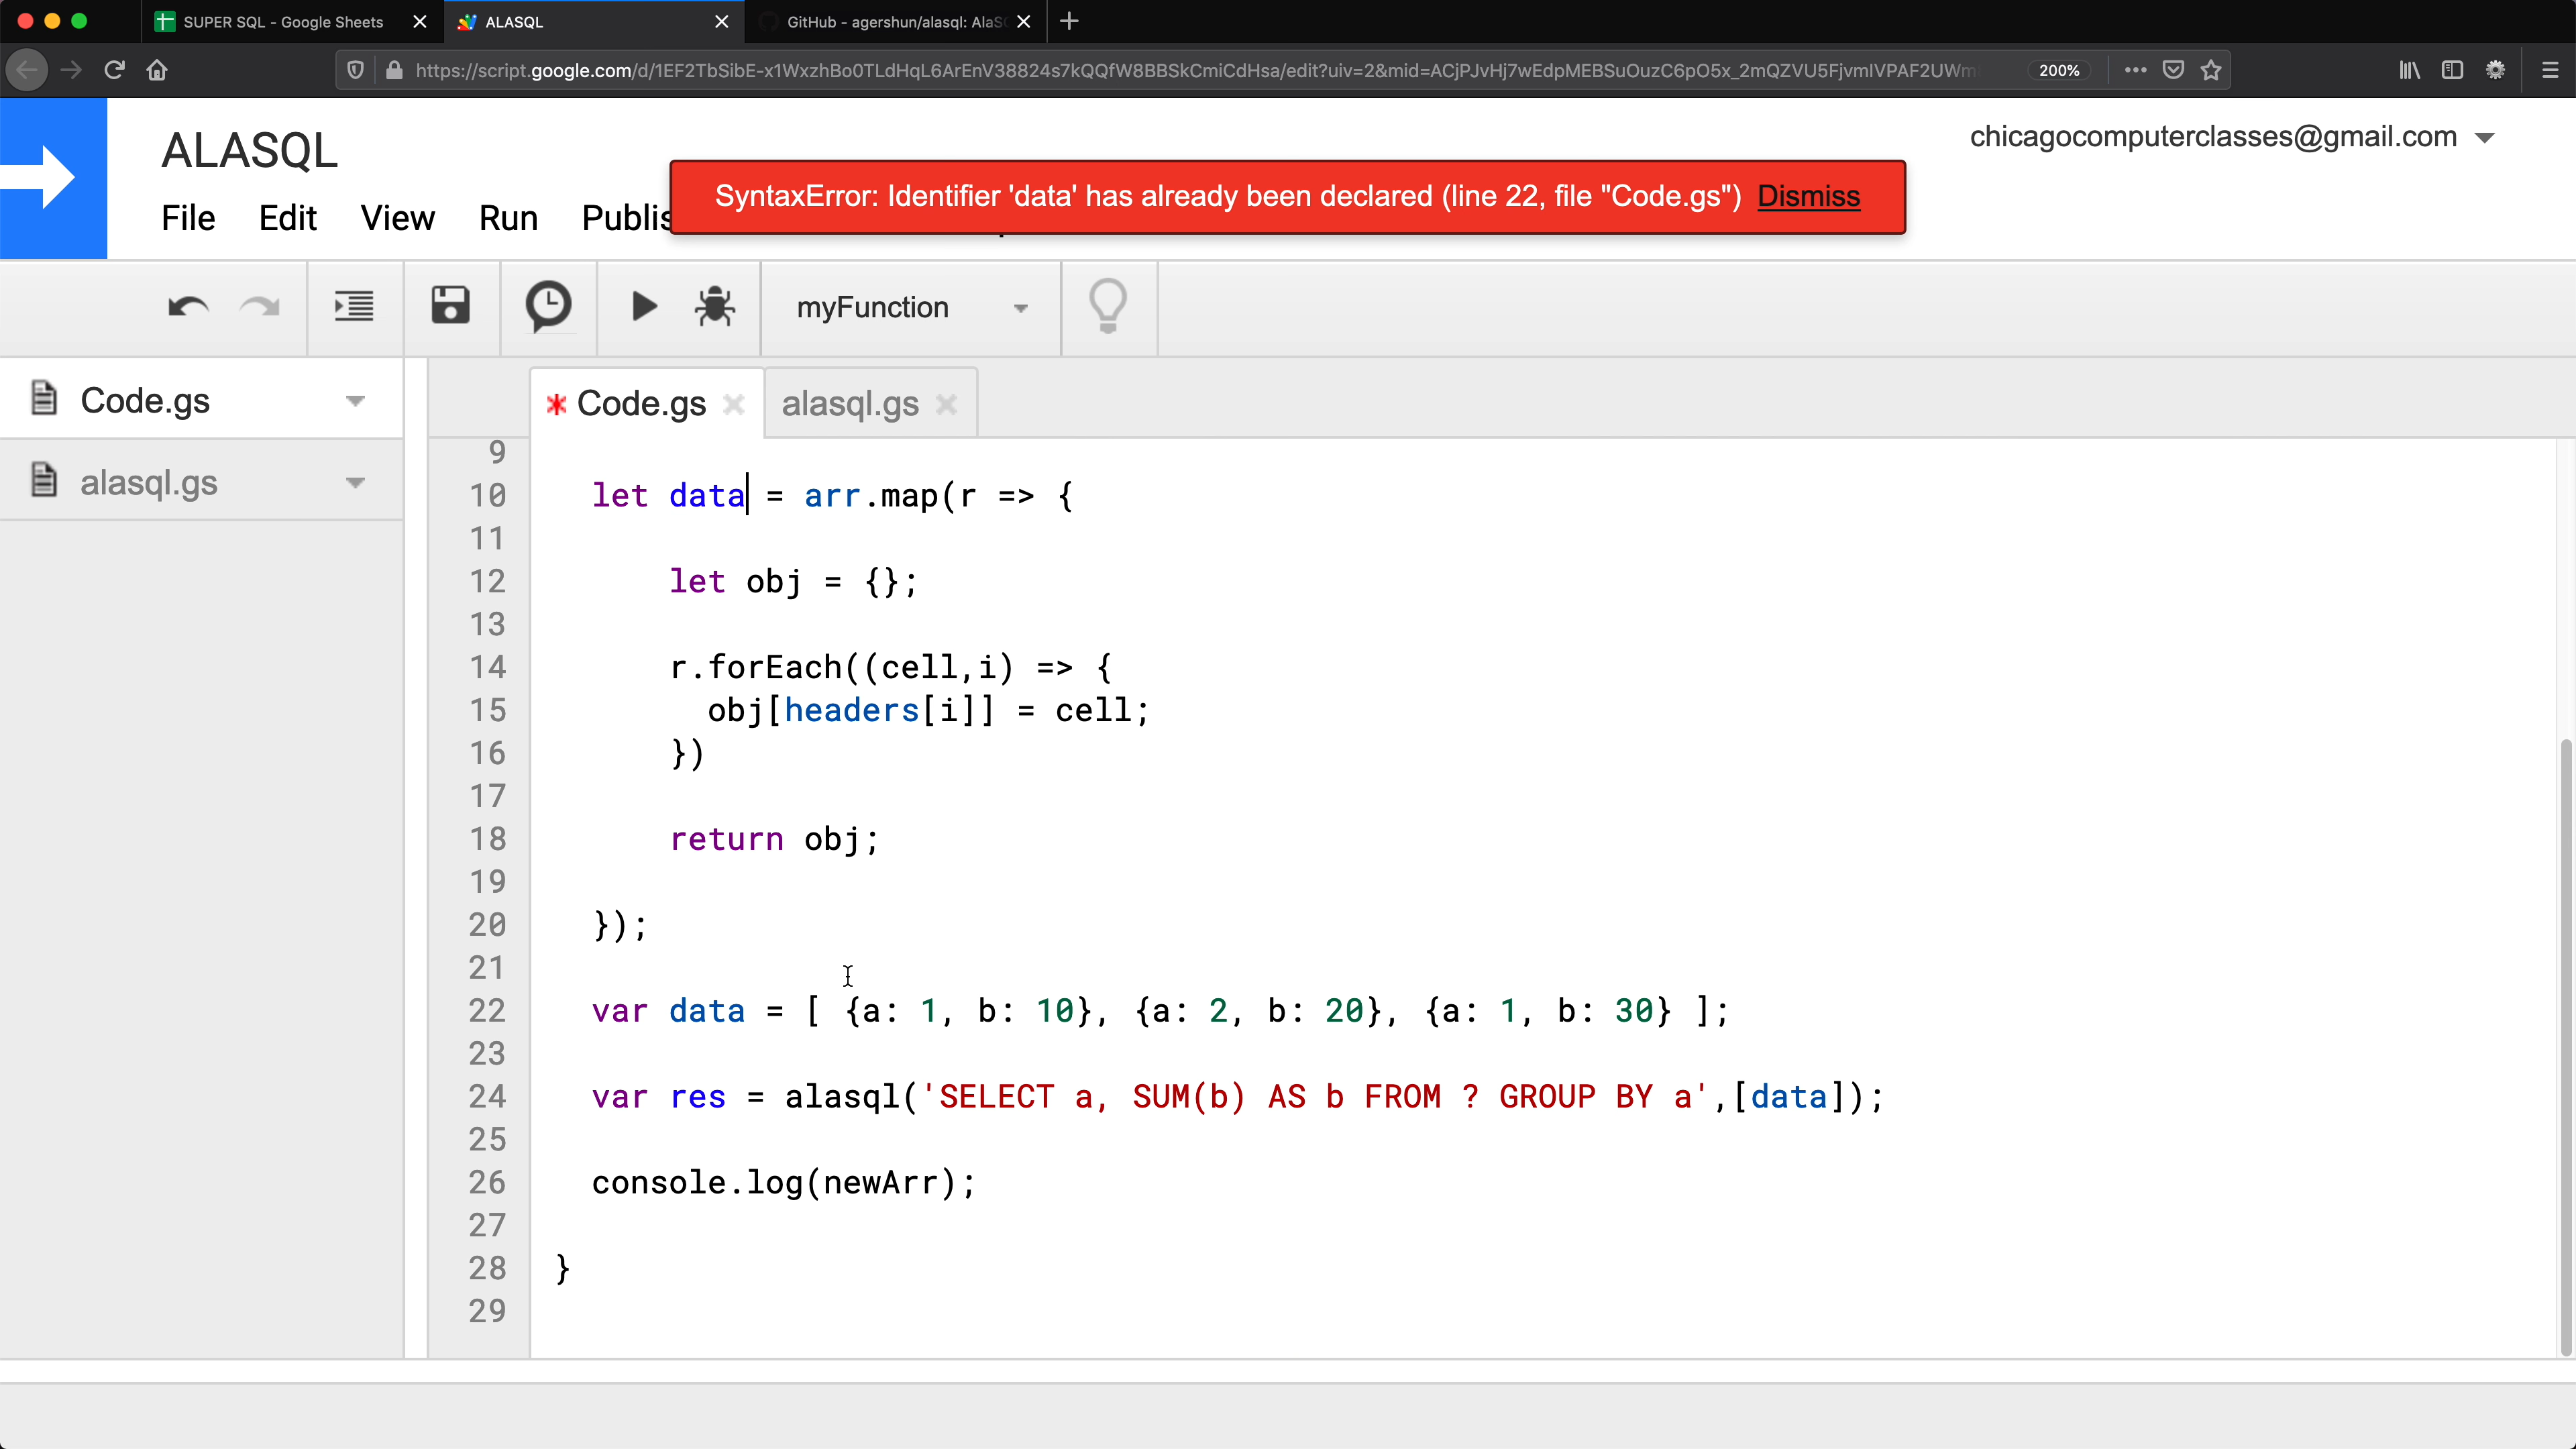 SUPER SQL - Google Sheets
ALASQL
GitHub - agershun/alasql: AlaS
https://script.google.com/d/1EF2TbSibE-x1WxzhBo0TLdHqL6ArEnV38824s7kQQfW8BBSkCmiCdHsa/edit?uiv=2&mid=ACjPJvHj7wEdpMEBSuOuzC6pO5x_2mQZVU5FjvmIVPAF2UWm
200%
ALASQL
chicagocomputerclasses@gmail.com
SyntaxError: Identifier 'data' has already been declared (line 22, file "Code.gs") Dismiss
File Edit View Run Publis
myFunction
Code.gs
alasql.gs
* Code.gs
alasql.gs
9
10 let data = arr.map(r => {
11
12 let obj = {};
13
14 r.forEach((cell,i) => {
15 obj[headers[i]] = cell;
16 })
17
18 return obj;
19
20 });
21
22 var data = [ {a: 1, b: 10}, {a: 2, b: 20}, {a: 1, b: 30} ];
23
24 var res = alasql('SELECT a, SUM(b) AS b FROM ? GROUP BY a',[data]);
25
26 console.log(newArr);
27
28 }
29